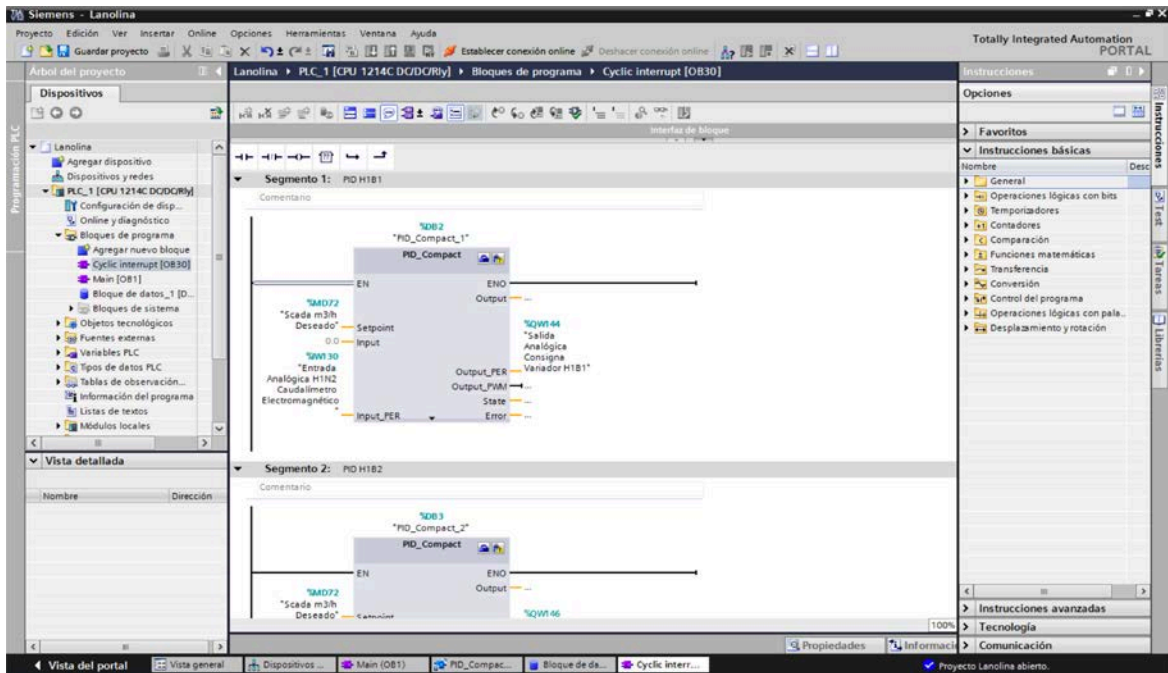 Siemens - Lanolina
Proyecto Edición Ver Insertar Online Opciones Herramientas Ventana Ayuda
Guardar proyecto
Establecer conexión online
Deshacer conexión online
Totally Integrated Automation
PORTAL
Árbol del proyecto
Dispositivos
Programación PLC
Lanolina
Agregar dispositivo
Dispositivos y redes
PLC_1 [CPU 1214C DC/DC/Rly]
Configuración de disp...
Online y diagnóstico
Bloques de programa
Agregar nuevo bloque
Cyclic interrupt [OB30]
Main [OB1]
Bloque de datos_1 [D...
Bloques de sistema
Objetos tecnológicos
Fuentes externas
Variables PLC
Tipos de datos PLC
Tablas de observación...
Información del programa
Listas de textos
Módulos locales
Vista detallada
Nombre Dirección
Lanolina PLC_1 [CPU 1214C DC/DC/Rly] Bloques de programa Cyclic interrupt [OB30]
Interfaz de bloque
Segmento 1: PID H1B1
Comentario
%DB2
"PID_Compact_1"
PID_Compact
EN ENO
Output ...
%MD72
"Scada m3/h
Deseado" Setpoint
0.0 Input
%IW130
"Entrada
Analógica H1N2
Caudalímetro
Electromagnético
" Input_PER
%QW144
"Salida
Analógica
Consigna
Output_PER Variador H1B1"
Output_PWM ...
State ...
Error ...
Segmento 2: PID H1B2
Comentario
%DB3
"PID_Compact_2"
PID_Compact
EN ENO
Output ...
%MD72
"Scada m3/h
Deseado" Setpoint
%QW146
100%
Propiedades
Instrucciones
Opciones
Favoritos
Instrucciones básicas
Nombre Desc
General
Operaciones lógicas con bits
Temporizadores
Contadores
Comparación
Funciones matemáticas
Transferencia
Conversión
Control del programa
Operaciones lógicas con pala...
Desplazamiento y rotación
Instrucciones avanzadas
Tecnología
Comunicación
Instrucciones
Test
Tareas
Librerías
Vista del portal
Vista general
Dispositivos ...
Main (OB1)
PID_Compac...
Bloque de da...
Cyclic interr...
Proyecto Lanolina abierto.